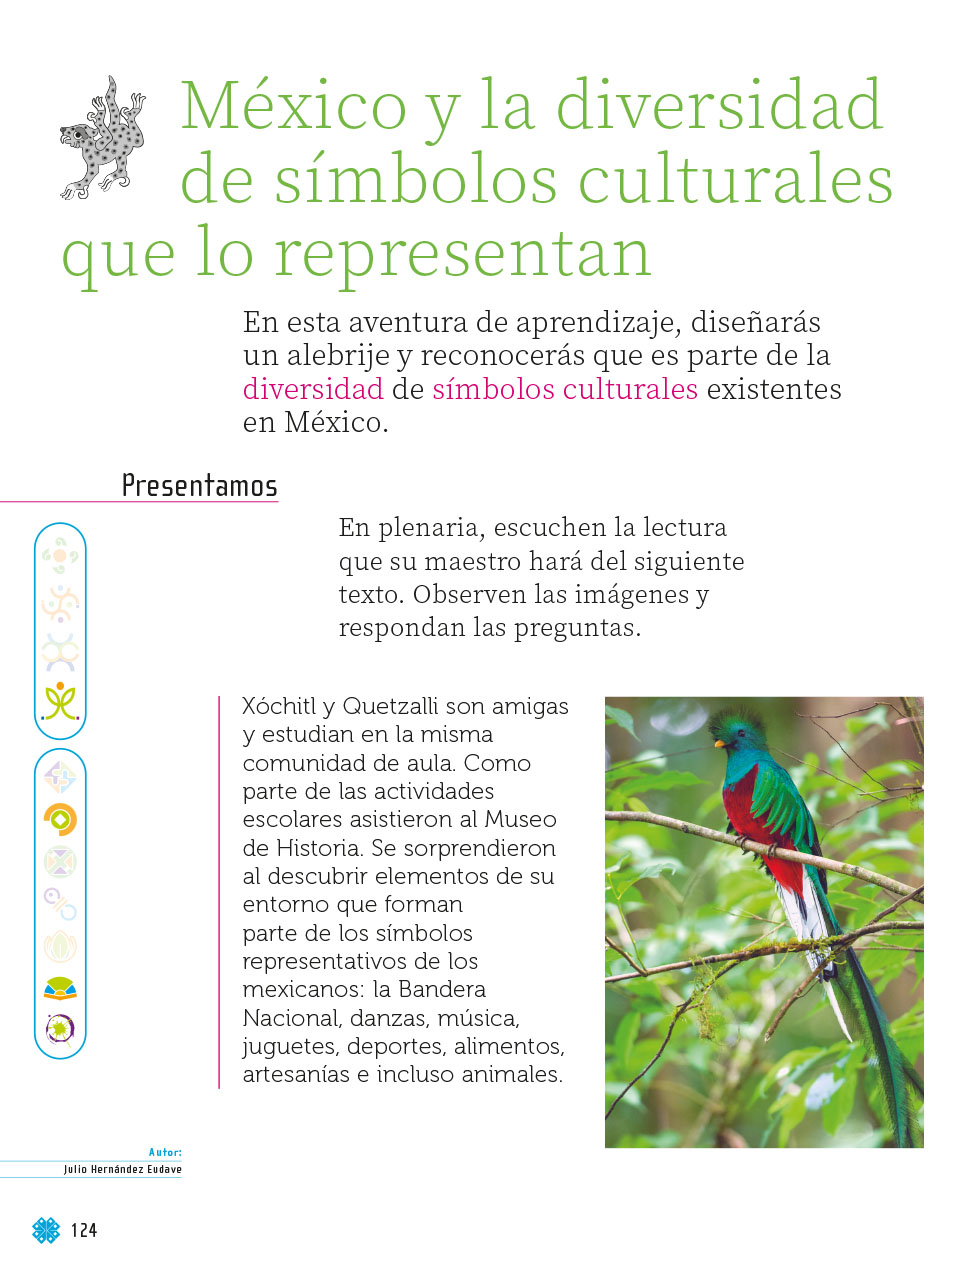 México y la diversidad
de símbolos culturales
que lo representan
En esta aventura de aprendizaje, diseñarás
un alebrije y reconocerás que es parte de la
diversidad de símbolos culturales existentes
en México.
Presentamos
En plenaria, escuchen la lectura
que su maestro hará del siguiente
texto. Observen las imágenes y
respondan las preguntas.
Xóchitl y Quetzalli son amigas
y estudian en la misma
comunidad de aula. Como
parte de las actividades
escolares asistieron al Museo
de Historia. Se sorprendieron
al descubrir elementos de su
entorno que forman
parte de los símbolos
representativos de los
mexicanos: la Bandera
Nacional, danzas, música,
juguetes, deportes, alimentos,
artesanías e incluso animales.
Autor:
Julio Hernández Eudave
124